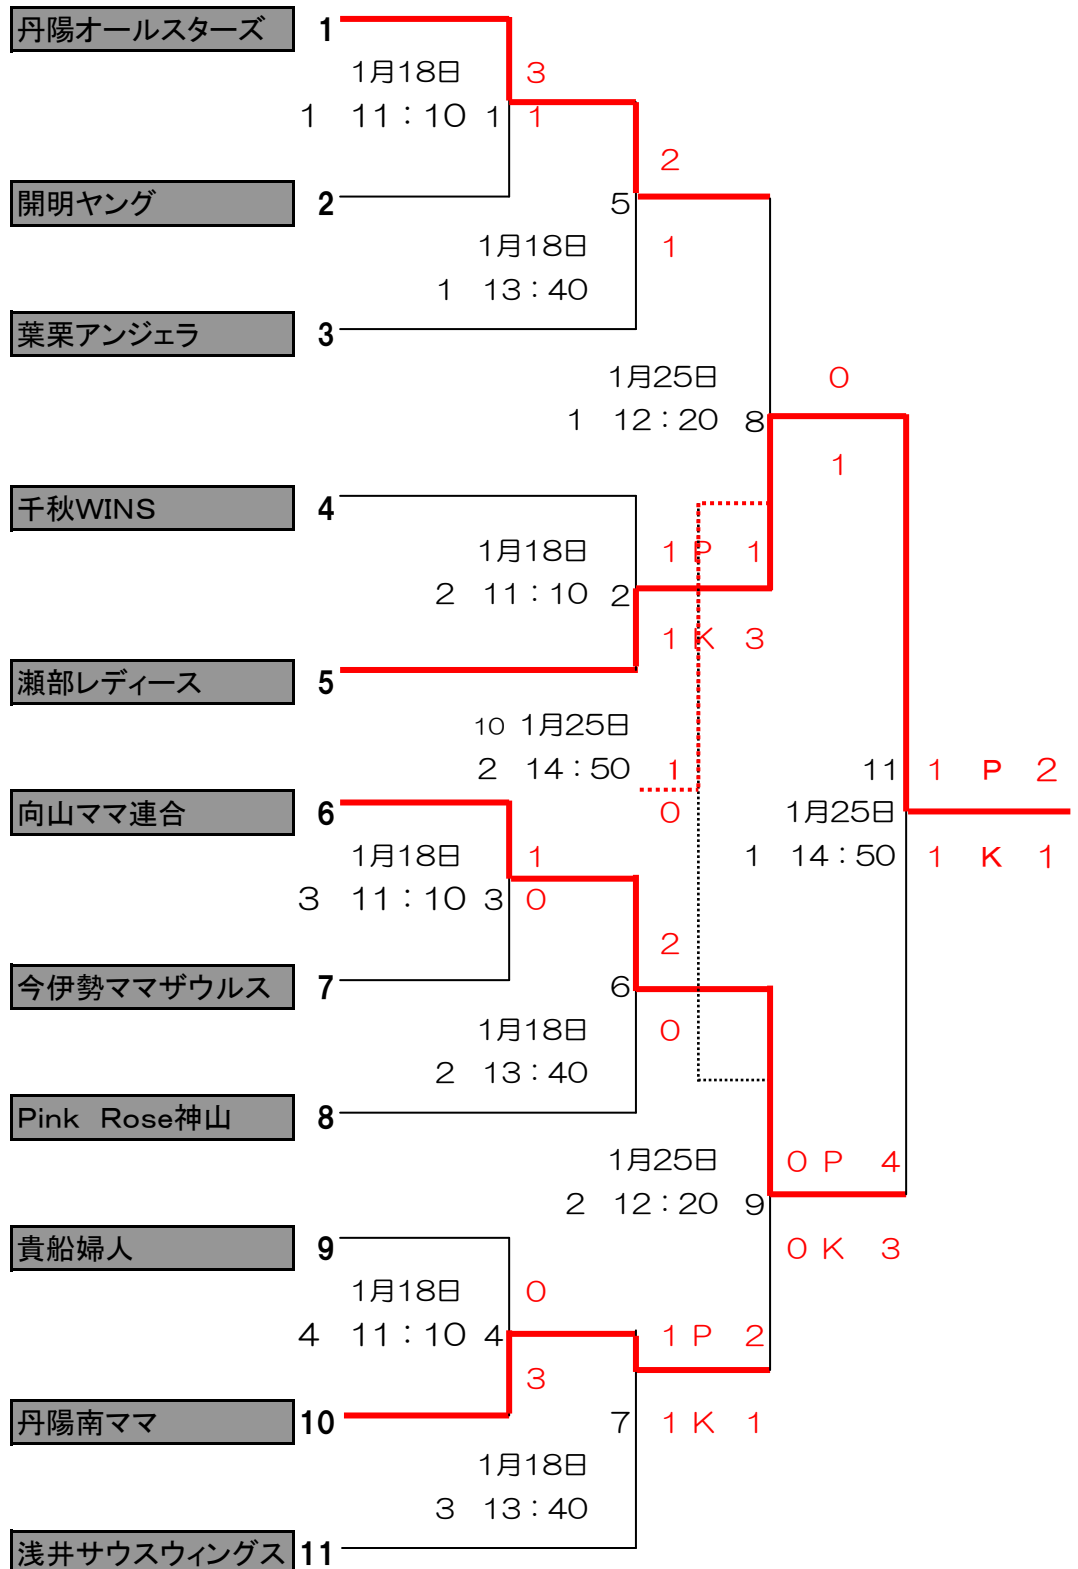 丹陽オールスターズ 1
1月18日 3
1 11：10 1 1
2
開明ヤング 2 5
1月18日 1
1 13：40
葉栗アンジェラ 3
1月25日 0
1 12：20 8
1
千秋WINS 4
1月18日 1 P 1
2 11：10 2
1 K 3
瀬部レディース 5
10 1月25日
2 14：50 1 11 1 P 2
向山ママ連合 6 0 1月25日
1月18日 1 1 14：50 1 K 1
3 11：10 3 0
2
今伊勢ママザウルス 7 6
1月18日 0
2 13：40
Pink Rose神山 8
1月25日 0 P 4
2 12：20 9
貴船婦人 9 0 K 3
1月18日 0
4 11：10 4 1 P 2
3
丹陽南ママ 10 7 1 K 1
1月18日
3 13：40
浅井サウスウィングス 11